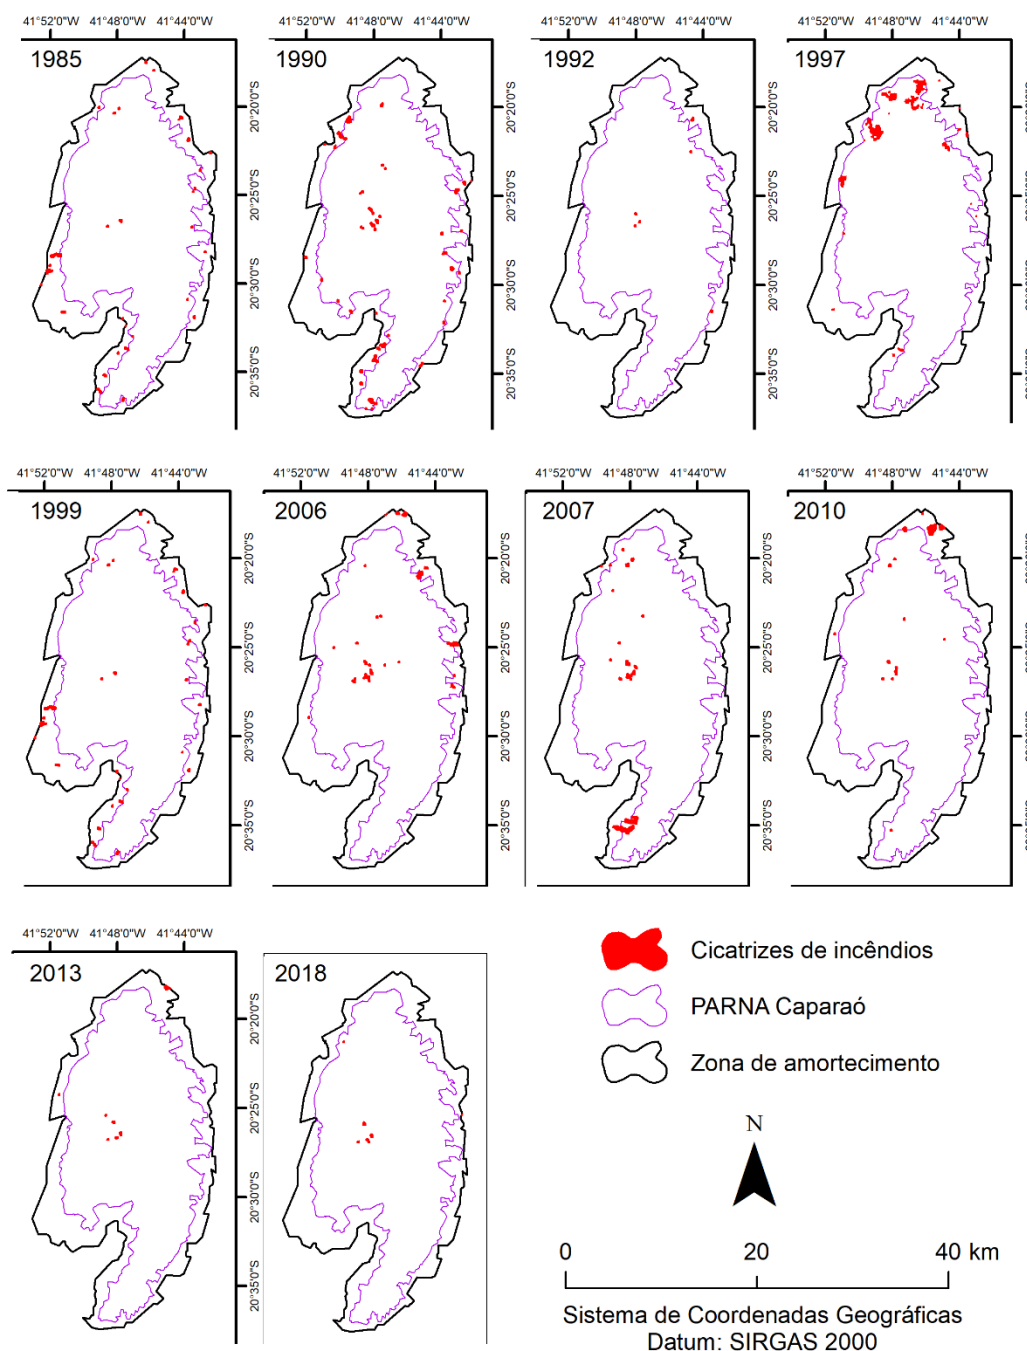 41°52'0"W 41°48'0"W 41°44'0"W
41°52'0"W 41°48'0"W 41°44'0"W
41°52'0"W 41°48'0"W 41°44'0"W
41°52'0"W 41°48'0"W 41°44'0"W
1985
1990
1992
1997
20°20'0"S
20°25'0"S
20°30'0"S
20°35'0"S
20°20'0"S
20°25'0"S
20°30'0"S
20°35'0"S
20°20'0"S
20°25'0"S
20°30'0"S
20°35'0"S
41°52'0"W 41°48'0"W 41°44'0"W
41°52'0"W 41°48'0"W 41°44'0"W
41°52'0"W 41°48'0"W 41°44'0"W
41°52'0"W 41°48'0"W 41°44'0"W
1999
2006
2007
2010
20°20'0"S
20°25'0"S
20°30'0"S
20°35'0"S
20°20'0"S
20°25'0"S
20°30'0"S
20°35'0"S
20°20'0"S
20°25'0"S
20°30'0"S
20°35'0"S
41°52'0"W 41°48'0"W 41°44'0"W
2013
2018
20°20'0"S
20°25'0"S
20°30'0"S
20°35'0"S
Cicatrizes de incêndios
PARNA Caparaó
Zona de amortecimento
N
0 20 40 km
Sistema de Coordenadas Geográficas
Datum: SIRGAS 2000